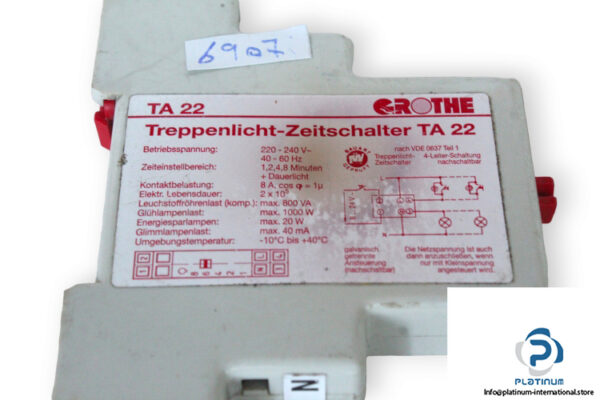 6907
TA 22
GROTHE
Treppenlicht-Zeitschalter TA 22
Betriebsspannung: 220 - 240 V~
40 - 60 Hz
Zeiteinstellbereich: 1,2,4,8 Minuten
+ Dauerlicht
Kontaktbelastung: 8 A, cos φ = 1µ
Elektr. Lebensdauer: 2 x 10⁵
Leuchstoffröhrenlast (komp.) max. 800 VA
Glühlampenlast: max. 1000 W
Energiesparlampen: max. 20 W
Glimmlampenlast: max. 40 mA
Umgebungstemperatur: -10°C bis +40°C
nach VDE 0637 Teil 1
Treppenlicht- 4-Leiter-Schaltung
Zeitschalter nachschaltbar
BAUART
GEPRÜFT
N
galvanisch
getrennte
Ansteuerung
(nachschaltbar)
Die Netzspannung ist auch
dann anzuschließen, wenn
nur mit Kleinspannung
angesteuert wird.
N
PLATINUM
Info@platinum-international.store